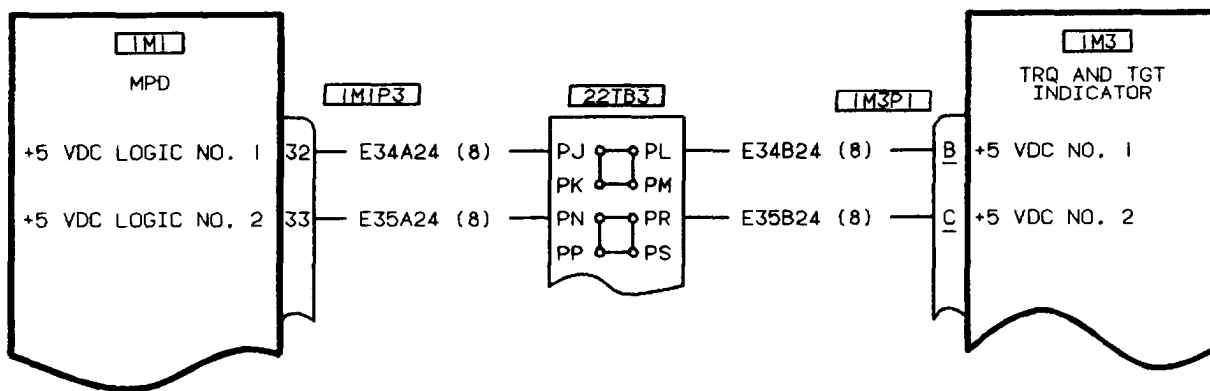 1M1
MPD
1M1P3
22TB3
1M3P1
1M3
TRQ AND TGT
INDICATOR
+5 VDC LOGIC NO. 1 32 E34A24 (8) PJ PL E34B24 (8) B +5 VDC NO. 1
PK PM
+5 VDC LOGIC NO. 2 33 E35A24 (8) PN PR E35B24 (8) C +5 VDC NO. 2
PP PS